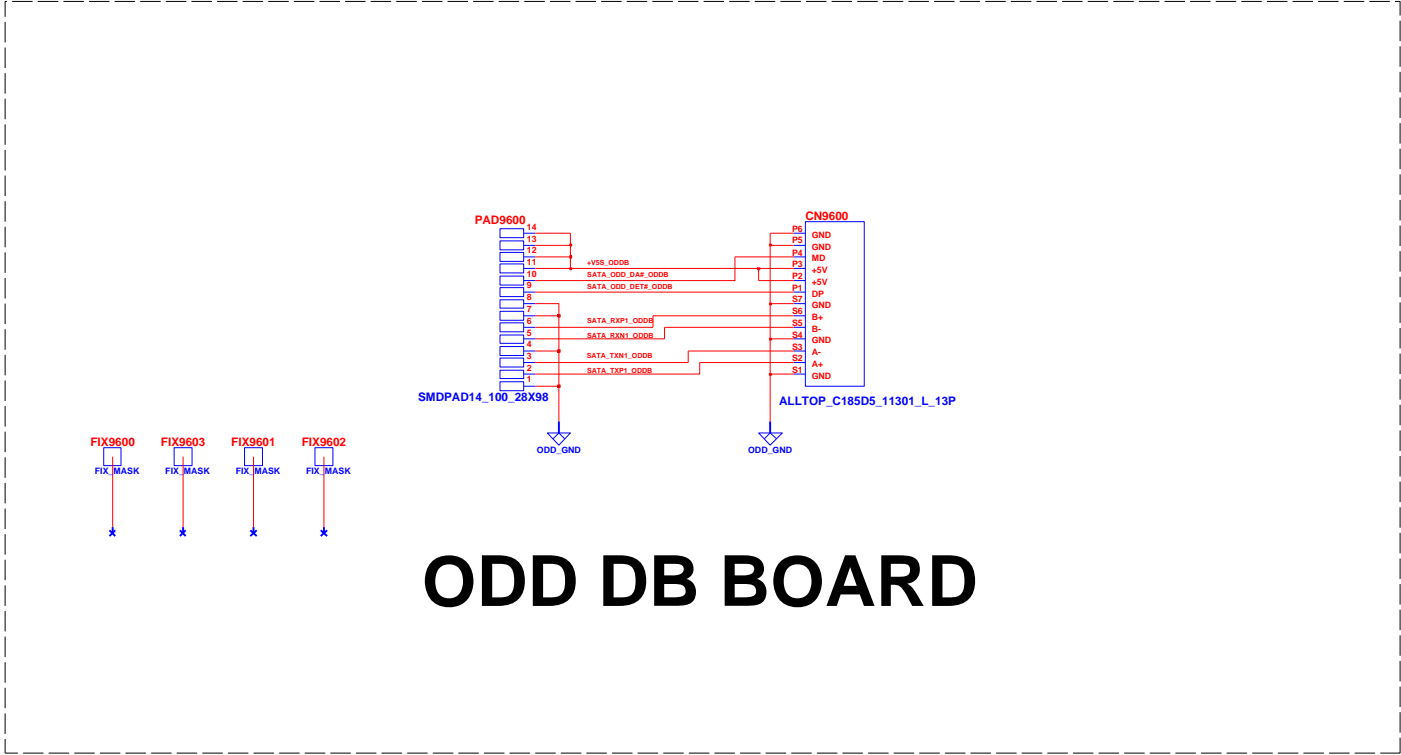 PAD9600
14
13
12
11
10
9
8
7
6
5
4
3
2
1
SMDPAD14_100_28X98
+V5S_ODDB
SATA_ODD_DA#_ODDB
SATA_ODD_DET#_ODDB
SATA_RXP1_ODDB
SATA_RXN1_ODDB
SATA_TXN1_ODDB
SATA_TXP1_ODDB
ODD_GND
CN9600
P6 GND
P5 GND
P4 MD
P3 +5V
P2 +5V
P1 DP
S7 GND
S6 B+
S5 B-
S4 GND
S3 A-
S2 A+
S1 GND
ALLTOP_C185D5_11301_L_13P
ODD_GND
FIX9600 FIX9603 FIX9601 FIX9602
FIX_MASK FIX_MASK FIX_MASK FIX_MASK
ODD DB BOARD